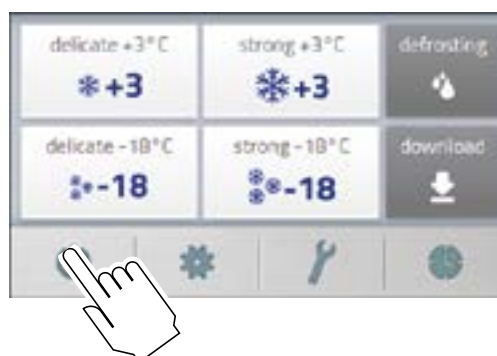 delicate +3°C
+3
strong +3°C
+3
defrosting
delicate -18°C
-18
strong -18°C
-18
download